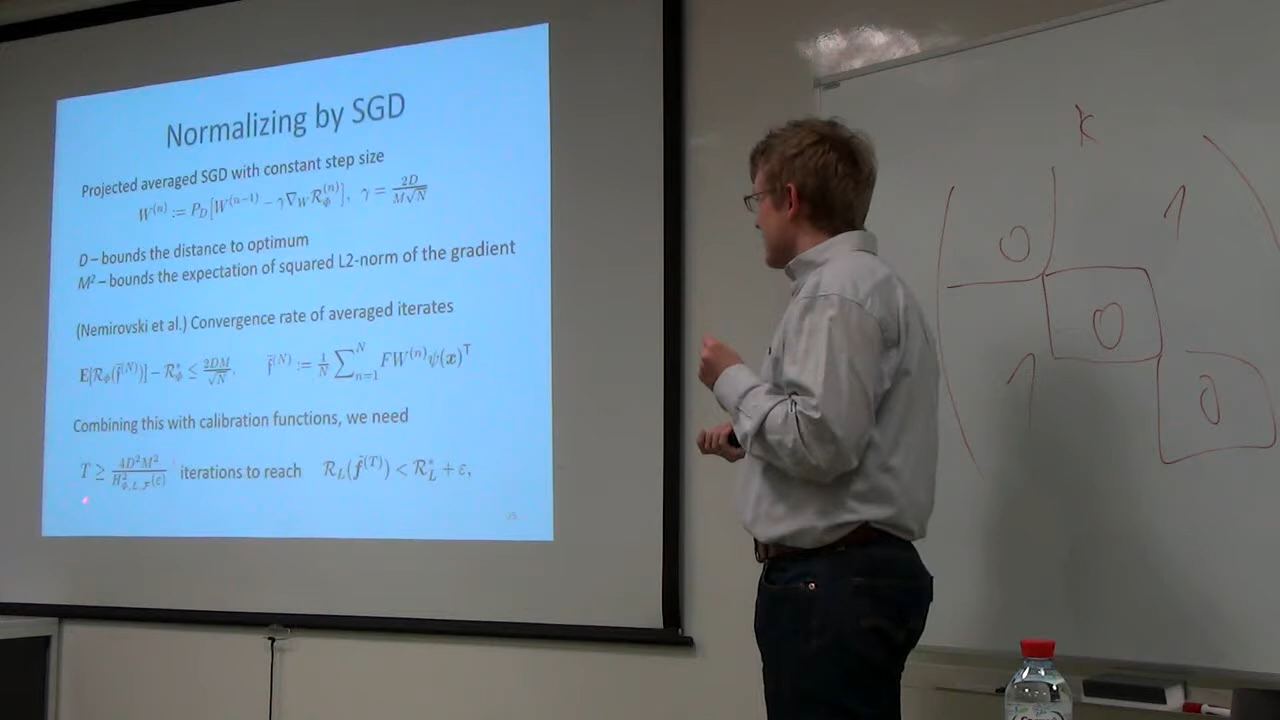 Normalizing by SGD
Projected averaged SGD with constant step size
W^{(n)} := P_D[W^{(n-1)} − γ∇_W R_Φ^{(n)}], γ = 2D / M√N
D – bounds the distance to optimum
M² – bounds the expectation of squared L2-norm of the gradient
(Nemirovski et al.) Convergence rate of averaged iterates
E[R_Φ(f̄^{(N)})] − R_Φ^* ≤ 2DM / √N, f̄^{(N)} := 1/N ∑_{n=1}^{N} FW^{(n)}ψ(x)^T
Combining this with calibration functions, we need
T ≥ 4D²M² / H²_{Φ,L,F}(ε) iterations to reach R_L(f̄^{(T)}) < R_L^* + ε,
k
0 1
0
1 0